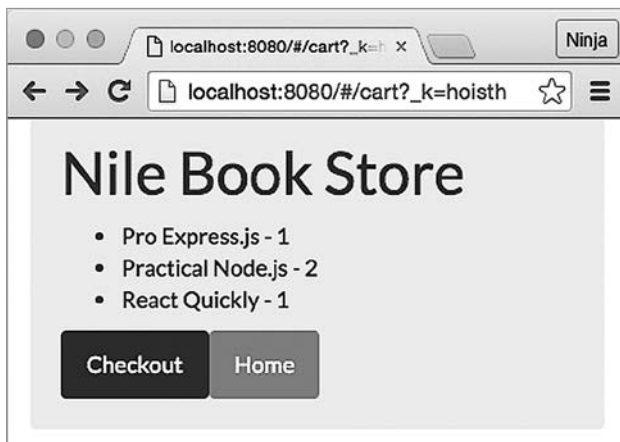 localhost:8080/#/cart?_k=h
Ninja
localhost:8080/#/cart?_k=hoisth
Nile Book Store
• Pro Express.js - 1
• Practical Node.js - 2
• React Quickly - 1
Checkout
Home